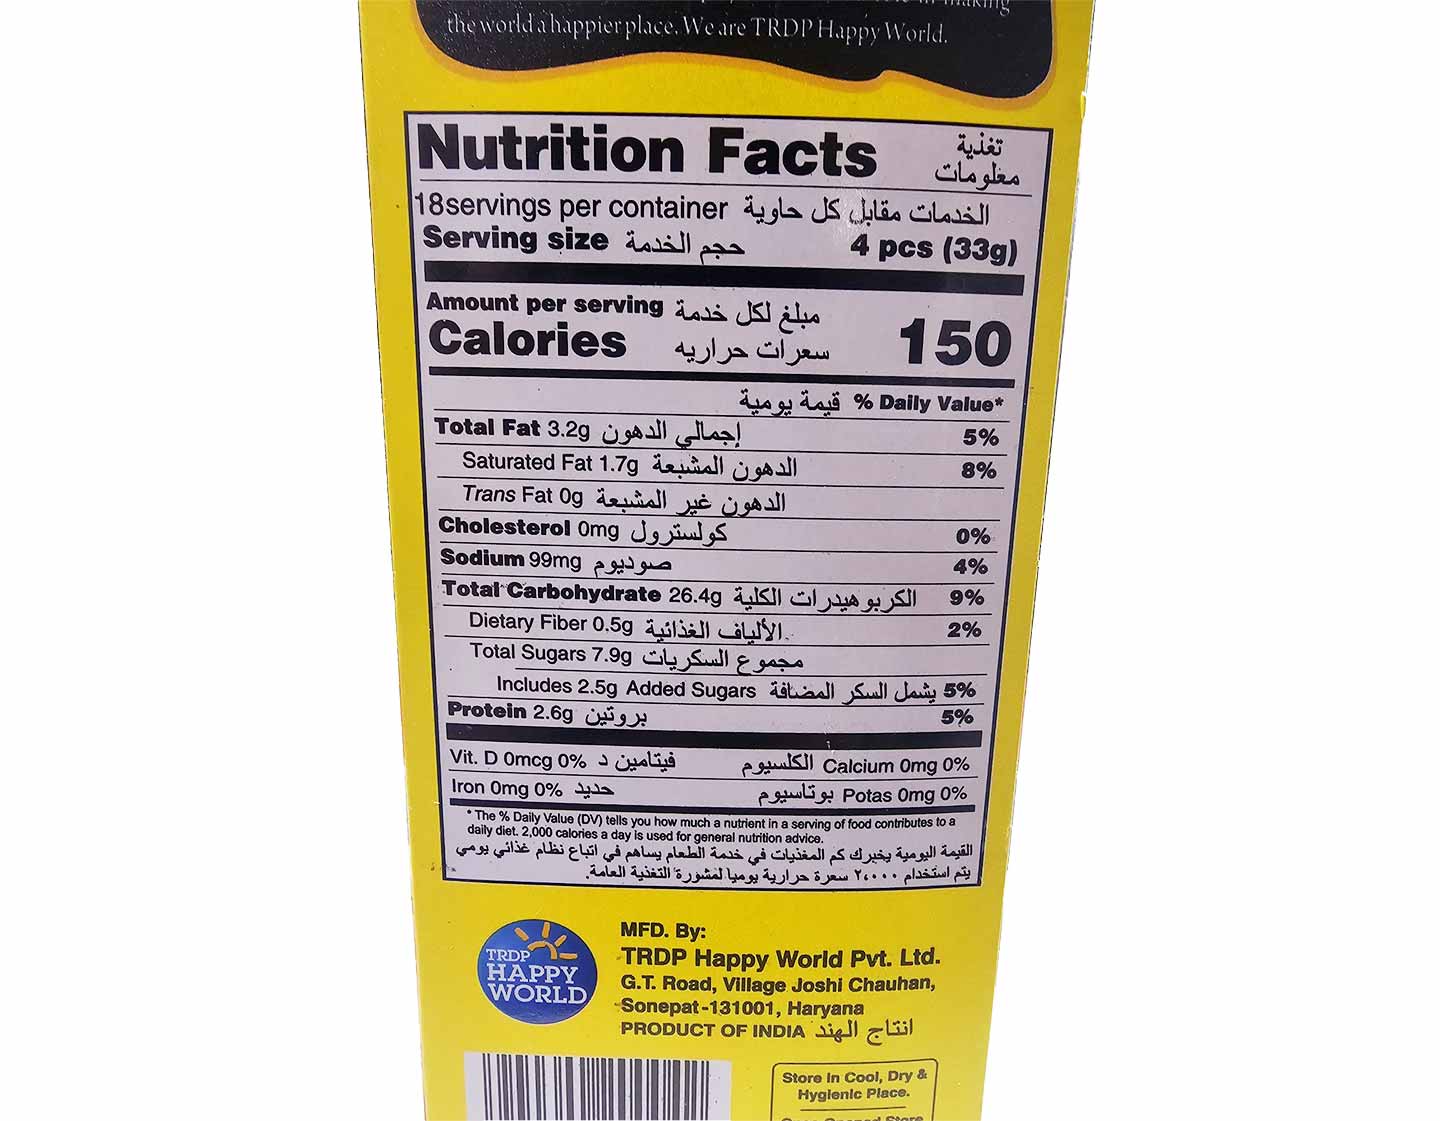 the world a happier place. We are TRDP Happy World.
Nutrition Facts تغذية معلومات
18servings per container الخدمات مقابل كل حاوية
Serving size حجم الخدمة 4 pcs (33g)
Amount per serving مبلغ لكل خدمة
Calories سعرات حراريه 150
قيمة يومية % Daily Value*
Total Fat 3.2g إجمالي الدهون 5%
Saturated Fat 1.7g الدهون المشبعة 8%
Trans Fat 0g الدهون غير المشبعة
Cholesterol 0mg كولسترول 0%
Sodium 99mg صوديوم 4%
Total Carbohydrate 26.4g الكربوهيدرات الكلية 9%
Dietary Fiber 0.5g الألياف الغذائية 2%
Total Sugars 7.9g مجموع السكريات
Includes 2.5g Added Sugars يشمل السكر المضافة 5%
Protein 2.6g بروتين 5%
Vit. D 0mcg 0% فيتامين د الكلسيوم Calcium 0mg 0%
Iron 0mg 0% حديد بوتاسيوم Potas 0mg 0%
* The % Daily Value (DV) tells you how much a nutrient in a serving of food contributes to a
daily diet. 2,000 calories a day is used for general nutrition advice.
القيمة اليومية يخبرك كم المغذيات في خدمة الطعام يساهم في اتباع نظام غذائي يومي
يتم استخدام ٢،٠٠٠ سعرة حرارية يوميا لمشورة التغذية العامة.
TRDP
HAPPY
WORLD
MFD. By:
TRDP Happy World Pvt. Ltd.
G.T. Road, Village Joshi Chauhan,
Sonepat-131001, Haryana
PRODUCT OF INDIA انتاج الهند
Store In Cool, Dry &
Hygienic Place.